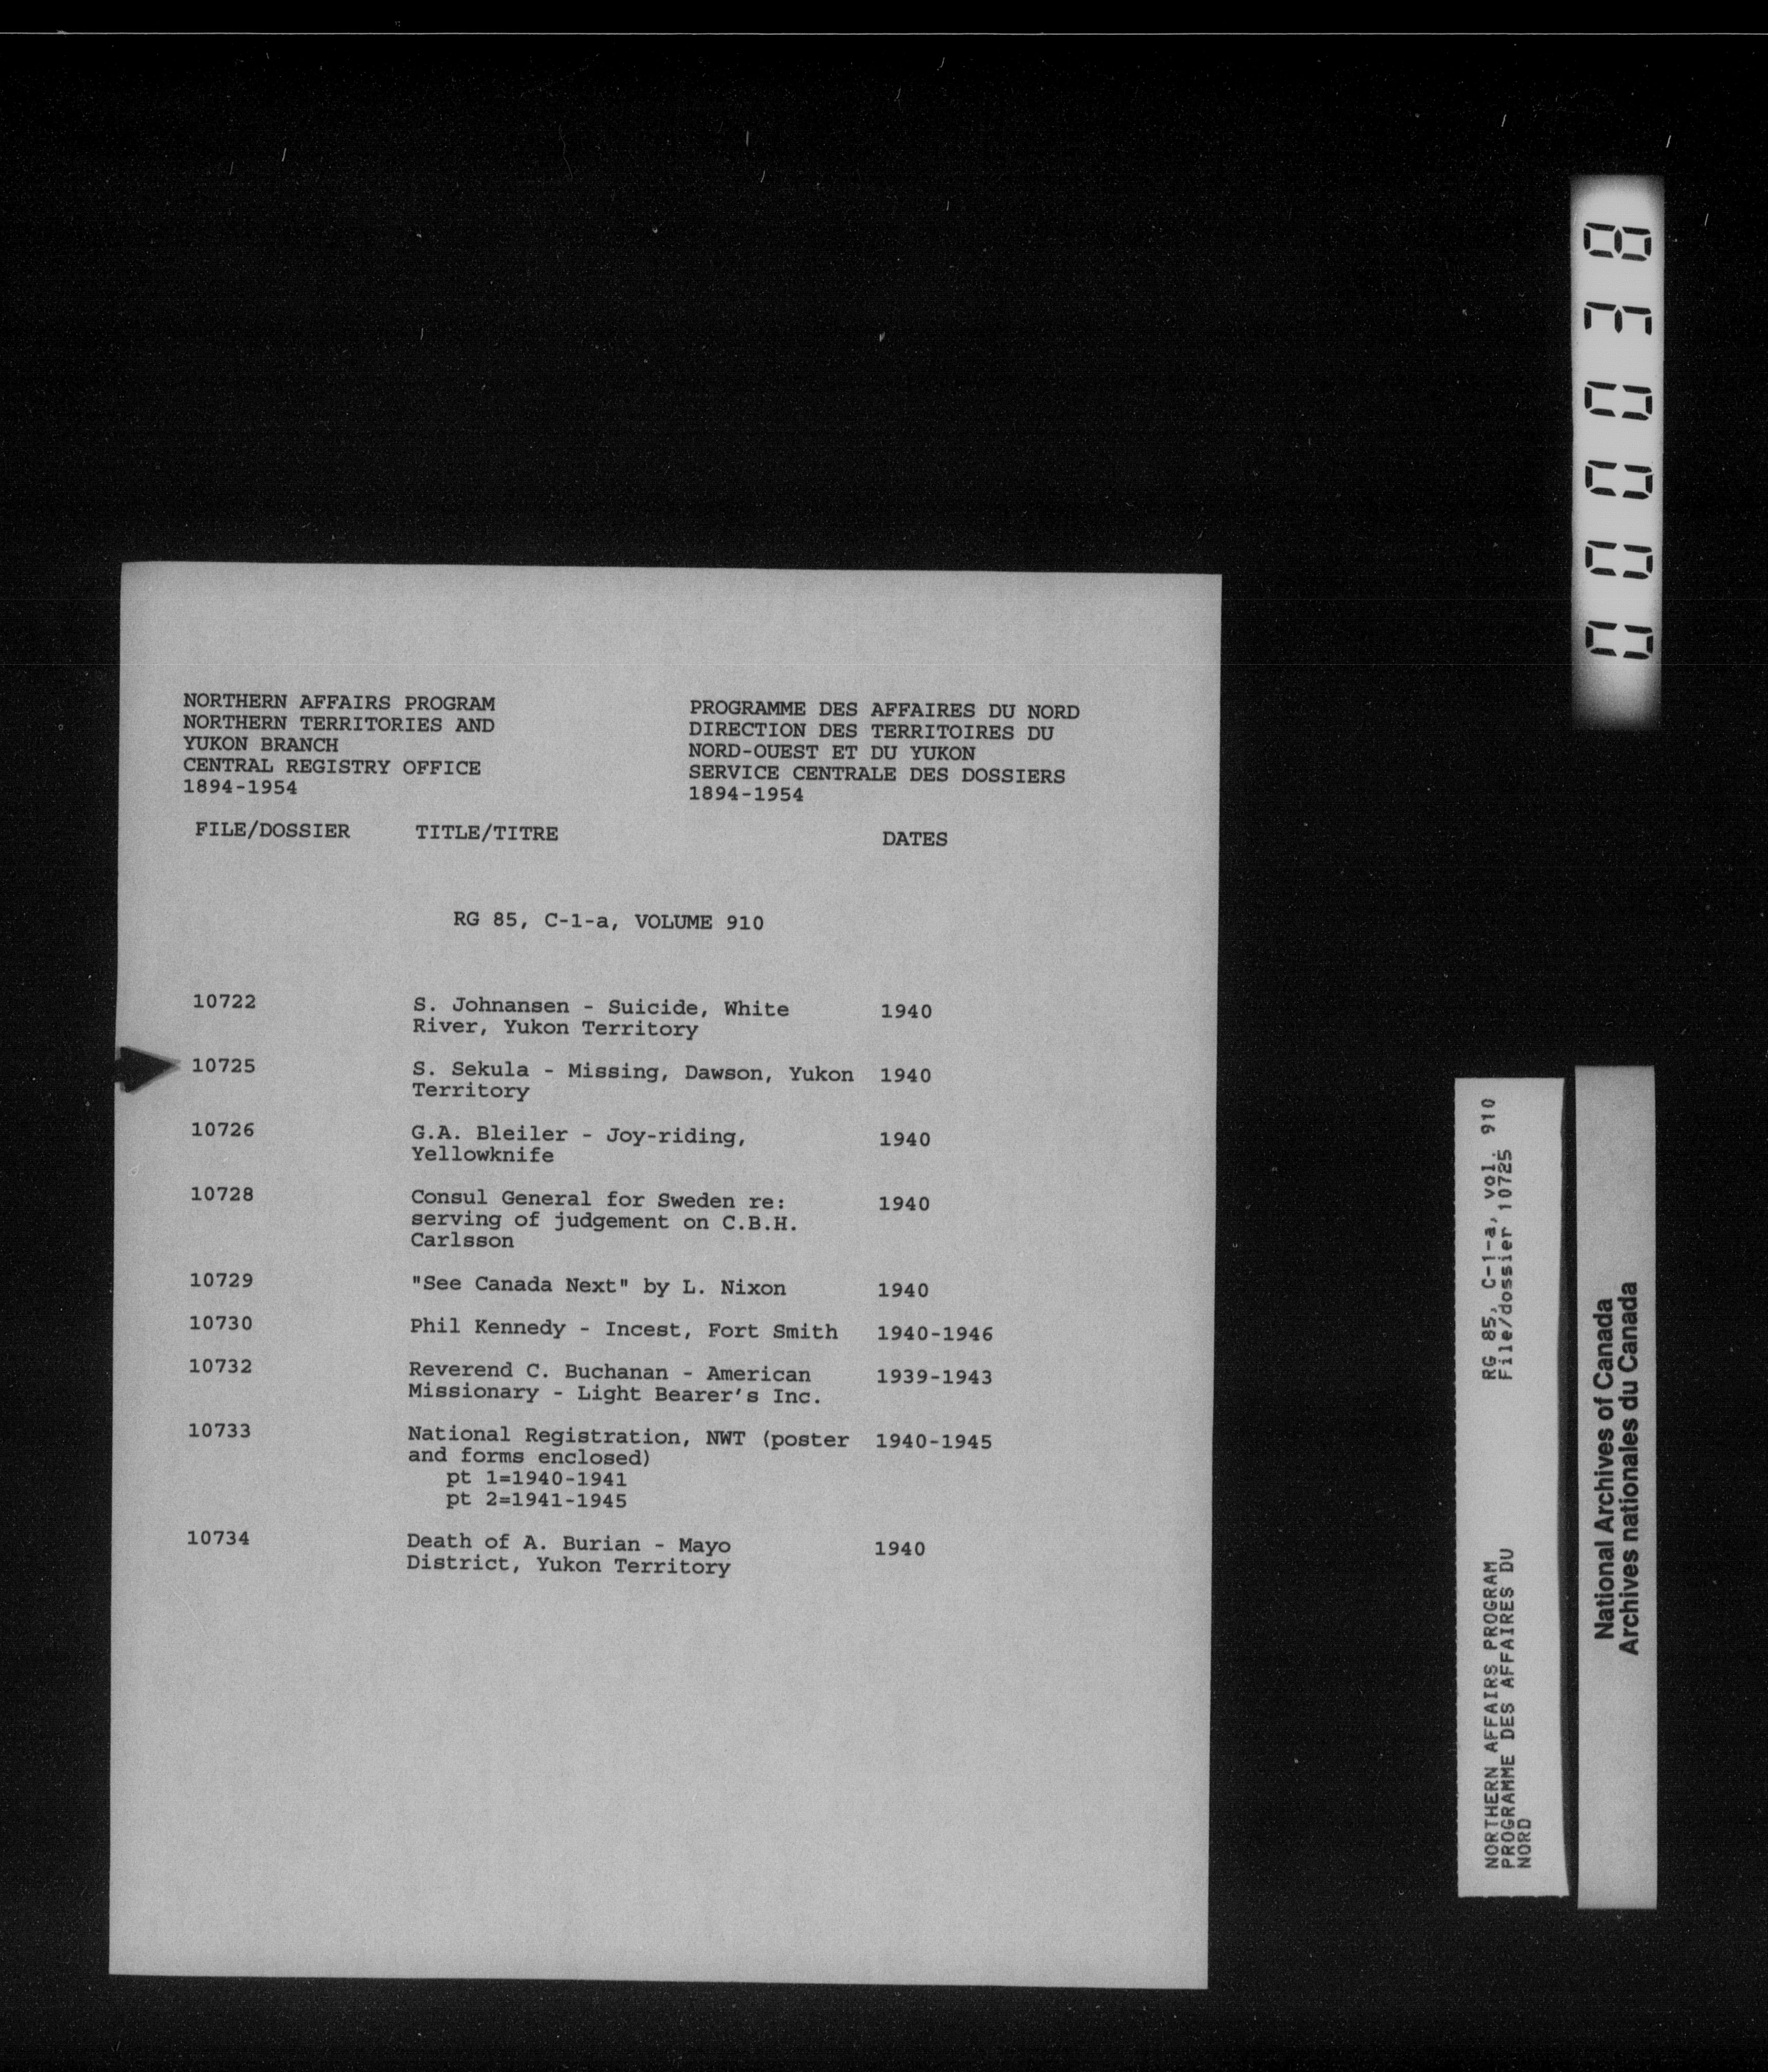 NORTHERN AFFAIRS PROGRAM
NORTHERN TERRITORIES AND
YUKON BRANCH
CENTRAL REGISTRY OFFICE
1894-1954
PROGRAMME DES AFFAIRES DU NORD
DIRECTION DES TERRITOIRES DU
NORD-OUEST ET DU YUKON
SERVICE CENTRALE DES DOSSIERS
1894-1954
FILE/DOSSIER TITLE/TITRE DATES
RG 85, C-1-a, VOLUME 910
10722 S. Johnansen - Suicide, White 1940
River, Yukon Territory
10725 S. Sekula - Missing, Dawson, Yukon 1940
Territory
10726 G.A. Bleiler - Joy-riding, 1940
Yellowknife
10728 Consul General for Sweden re: 1940
serving of judgement on C.B.H.
Carlsson
10729 "See Canada Next" by L. Nixon 1940
10730 Phil Kennedy - Incest, Fort Smith 1940-1946
10732 Reverend C. Buchanan - American 1939-1943
Missionary - Light Bearer's Inc.
10733 National Registration, NWT (poster 1940-1945
and forms enclosed)
pt 1=1940-1941
pt 2=1941-1945
10734 Death of A. Burian - Mayo 1940
District, Yukon Territory
000038
NORTHERN AFFAIRS PROGRAM RG 85, C-1-a, vol. 910
PROGRAMME DES AFFAIRES DU File/dossier 10725
NORD
National Archives of Canada
Archives nationales du Canada